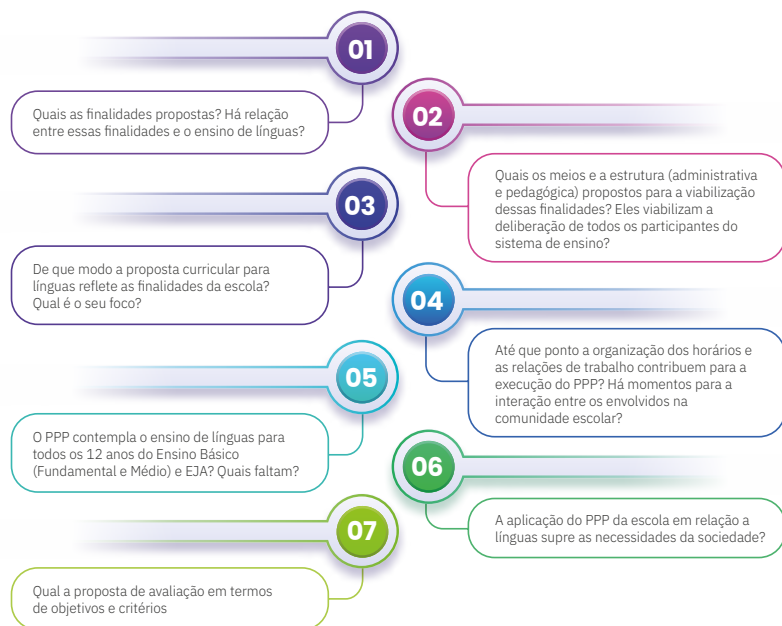 01
Quais as finalidades propostas? Há relação
entre essas finalidades e o ensino de línguas?
02
Quais os meios e a estrutura (administrativa
e pedagógica) propostos para a viabilização
dessas finalidades? Eles viabilizam a
deliberação de todos os participantes do
sistema de ensino?
03
De que modo a proposta curricular para
línguas reflete as finalidades da escola?
Qual é o seu foco?
04
Até que ponto a organização dos horários e
as relações de trabalho contribuem para a
execução do PPP? Há momentos para a
interação entre os envolvidos na
comunidade escolar?
05
O PPP contempla o ensino de línguas para
todos os 12 anos do Ensino Básico
(Fundamental e Médio) e EJA? Quais faltam?
06
A aplicação do PPP da escola em relação a
línguas supre as necessidades da sociedade?
07
Qual a proposta de avaliação em termos
de objetivos e critérios